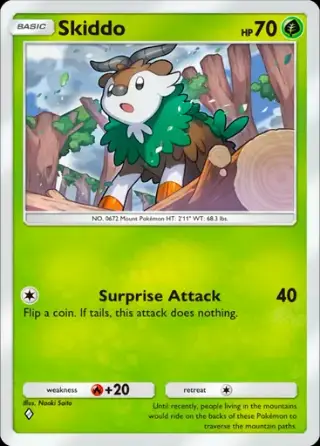 BASIC Skiddo HP 70
NO. 0672 Mount Pokémon HT: 2'11" WT: 68.3 lbs.
Surprise Attack 40
Flip a coin. If tails, this attack does nothing.
weakness +20 retreat
Illus. Naoki Saito
Until recently, people living in the mountains
would ride on the backs of these Pokémon to
traverse the mountain paths.